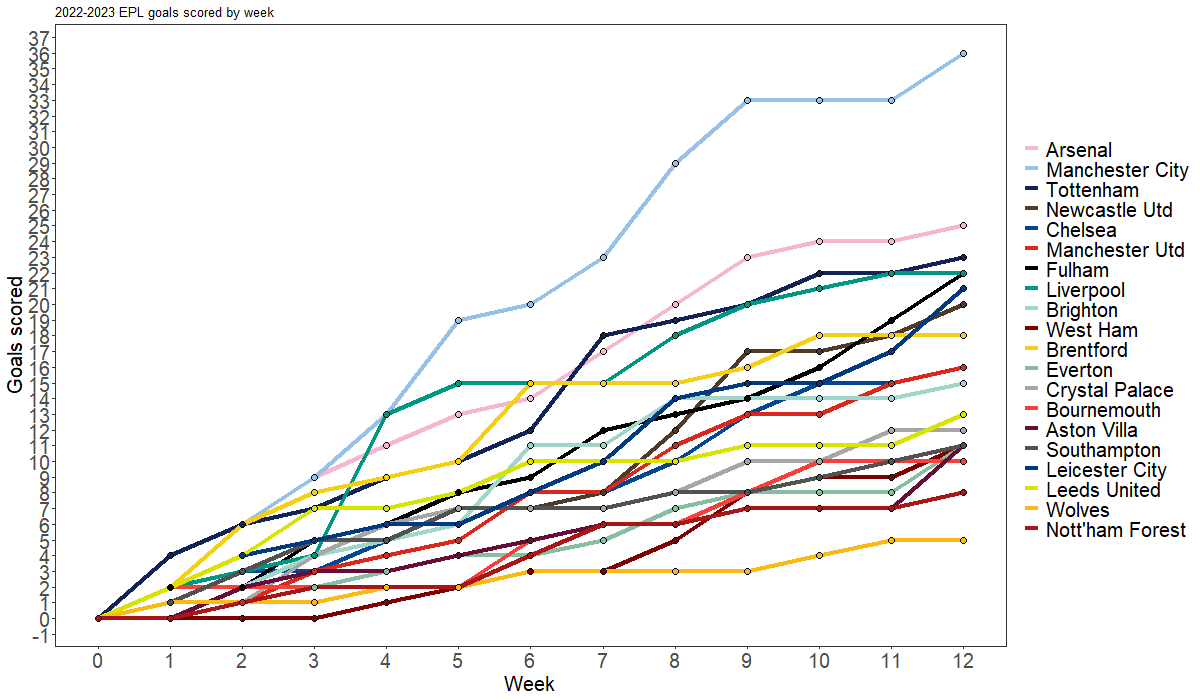 2022-2023 EPL goals scored by week
37
36
35
34
33
32
31
30
29
28
27
26
25
24
23
22
21
20
19
18
17
16
15
14
13
12
11
10
9
8
7
6
5
4
3
2
1
0
-1
Goals scored
0 1 2 3 4 5 6 7 8 9 10 11 12
Week
Arsenal
Manchester City
Tottenham
Newcastle Utd
Chelsea
Manchester Utd
Fulham
Liverpool
Brighton
West Ham
Brentford
Everton
Crystal Palace
Bournemouth
Aston Villa
Southampton
Leicester City
Leeds United
Wolves
Nott'ham Forest